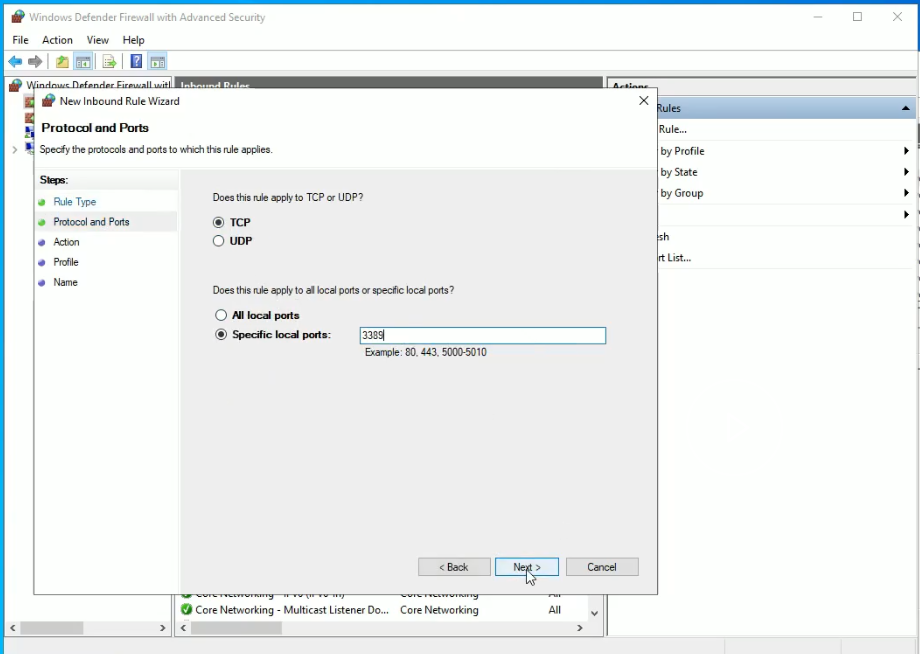 Windows Defender Firewall with Advanced Security
File Action View Help
Windows Defender Firewall with
Inbound Rules
Actions
New Inbound Rule Wizard
Rules
Protocol and Ports
Rule...
Specify the protocols and ports to which this rule applies.
by Profile
by State
by Group
Steps:
Rule Type
Protocol and Ports
Action
Profile
Name
Does this rule apply to TCP or UDP?
TCP
UDP
esh
rt List...
Does this rule apply to all local ports or specific local ports?
All local ports
Specific local ports: 3389
Example: 80, 443, 5000-5010
< Back Next > Cancel
Core Networking - Multicast Listener Do... Core Networking All